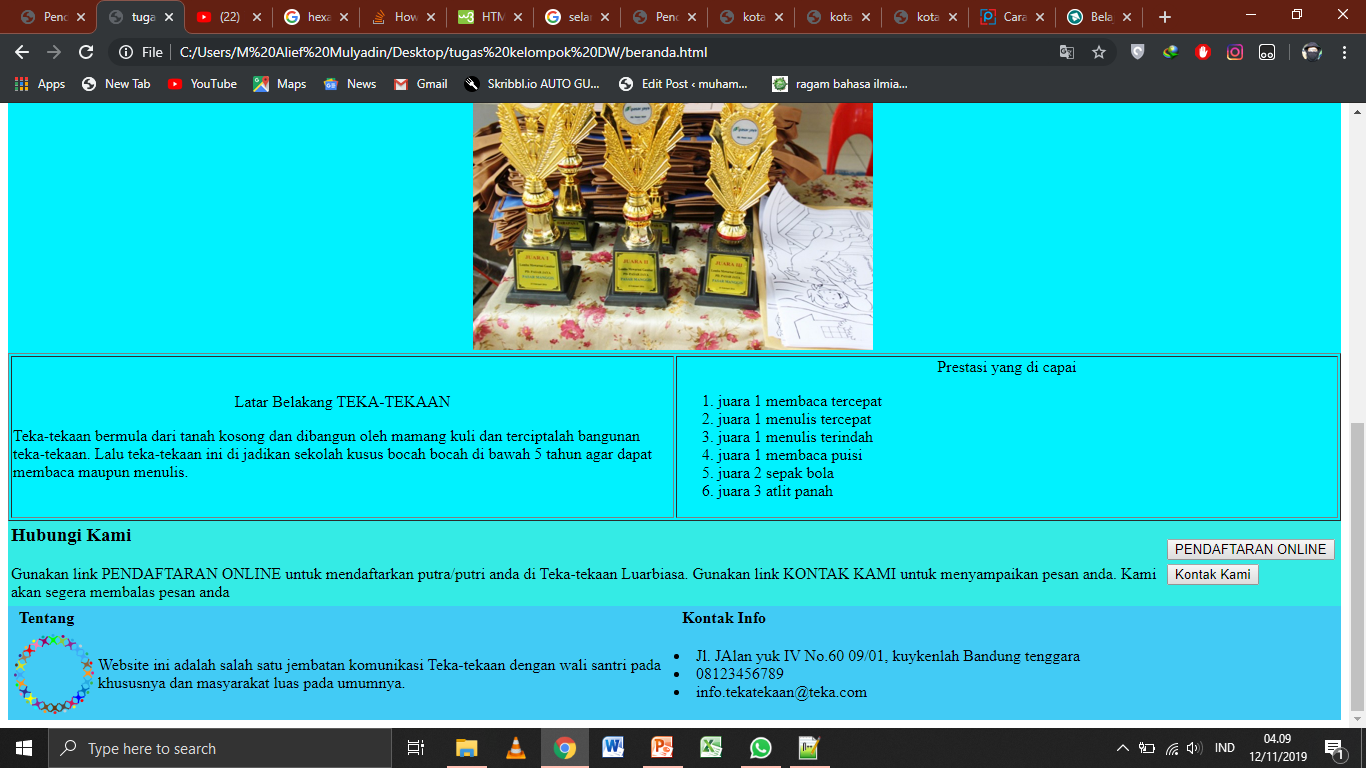 Penc
tuga
(22)
hexa
How
HTM
selar
Penc
kota
kota
kota
Cara
Bela
File
C:/Users/M%20Alief%20Mulyadin/Desktop/tugas%20kelompok%20DW/beranda.html
Apps
New Tab
YouTube
Maps
News
Gmail
Skribbl.io AUTO GU...
Edit Post ‹ muham...
ragam bahasa ilmia...
JUARA I
JUARA II
JUARA III
Latar Belakang TEKA-TEKAAN
Teka-tekaan bermula dari tanah kosong dan dibangun oleh mamang kuli dan terciptalah bangunan
teka-tekaan. Lalu teka-tekaan ini di jadikan sekolah kusus bocah bocah di bawah 5 tahun agar dapat
membaca maupun menulis.
Prestasi yang di capai
1. juara 1 membaca tercepat
2. juara 1 menulis tercepat
3. juara 1 menulis terindah
4. juara 1 membaca puisi
5. juara 2 sepak bola
6. juara 3 atlit panah
Hubungi Kami
Gunakan link PENDAFTARAN ONLINE untuk mendaftarkan putra/putri anda di Teka-tekaan Luarbiasa. Gunakan link KONTAK KAMI untuk menyampaikan pesan anda. Kami
akan segera membalas pesan anda
PENDAFTARAN ONLINE
Kontak Kami
Tentang
Website ini adalah salah satu jembatan komunikasi Teka-tekaan dengan wali santri pada
khususnya dan masyarakat luas pada umumnya.
Kontak Info
Jl. JAlan yuk IV No.60 09/01, kuykenlah Bandung tenggara
08123456789
info.tekatekaan@teka.com
Type here to search
IND
04.09
12/11/2019
1